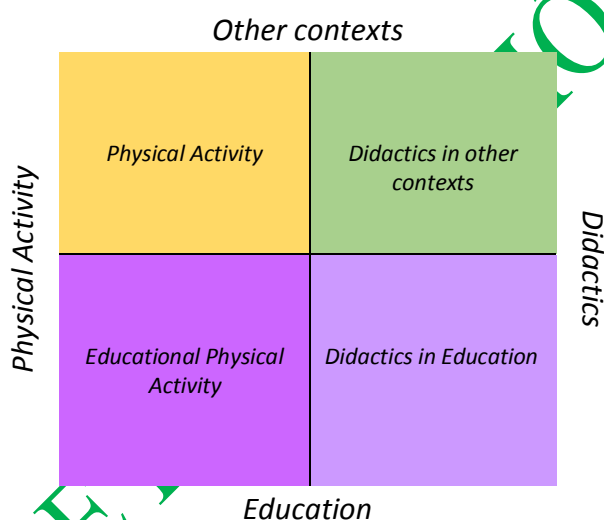 Other contexts
Physical Activity
Didactics in other
contexts
Physical Activity
Didactics
Educational Physical
Activity
Didactics in Education
Education